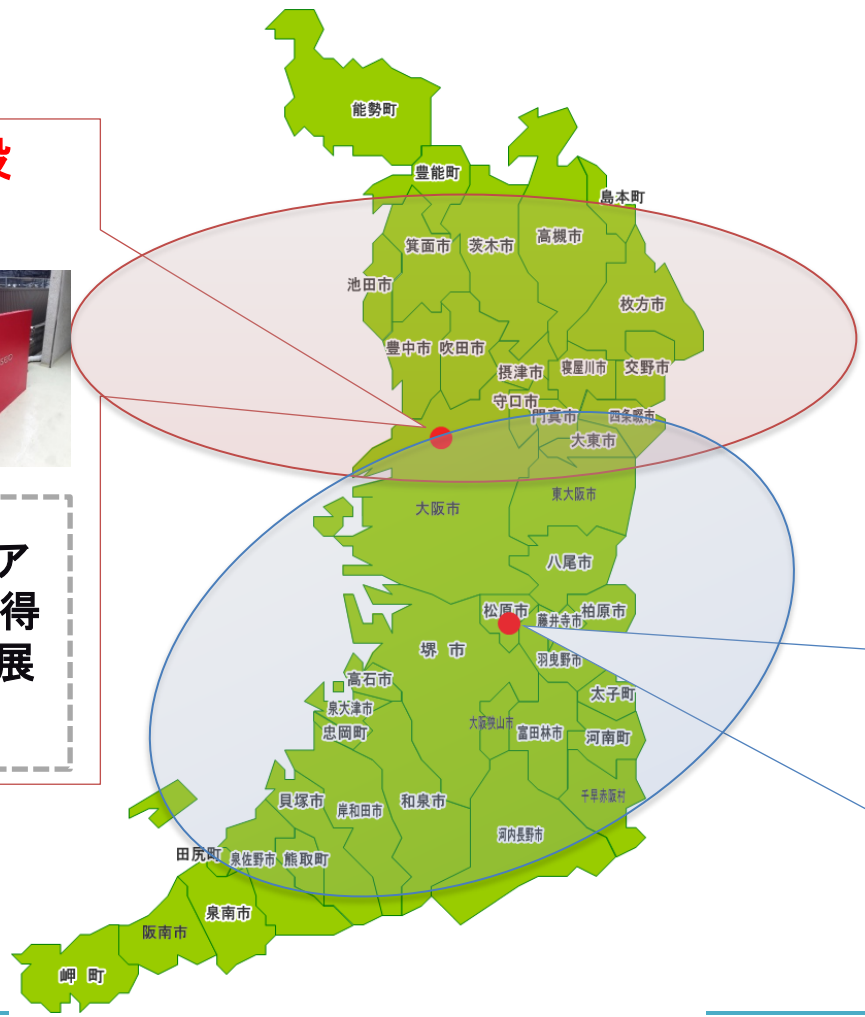 能勢町
豊能町
設
島本町
高槻市
箕面市
茨木市
池田市
枚方市
豊中市
吹田市
摂津市
寝屋川市
交野市
守口市
門真市
四条畷市
大東市
東大阪市
大阪市
ア
八尾市
得
松原市
藤井寺市
柏原市
堺 市
展
羽曳野市
高石市
太子町
泉大津市
大阪狭山市
忠岡町
富田林市
河南町
貝塚市
岸和田市
和泉市
千早赤阪村
河内長野市
田尻町
泉佐野市
熊取町
泉南市
阪南市
岬 町